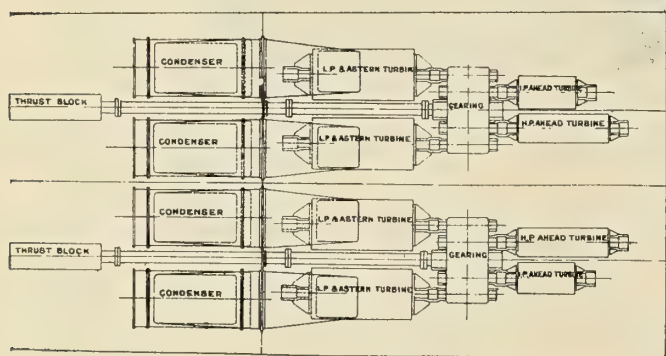 CONDENSER
L.P. & ASTERN TURBINE
I.P. AHEAD TURBINE
THRUST BLOCK
GEARING
H.P. AHEAD TURBINE
CONDENSER
L.P. & ASTERN TURBINE
CONDENSER
L.P. & ASTERN TURBINE
H.P. AHEAD TURBINE
THRUST BLOCK
GEARING
I.P. AHEAD TURBINE
CONDENSER
L.P. & ASTERN TURBINE